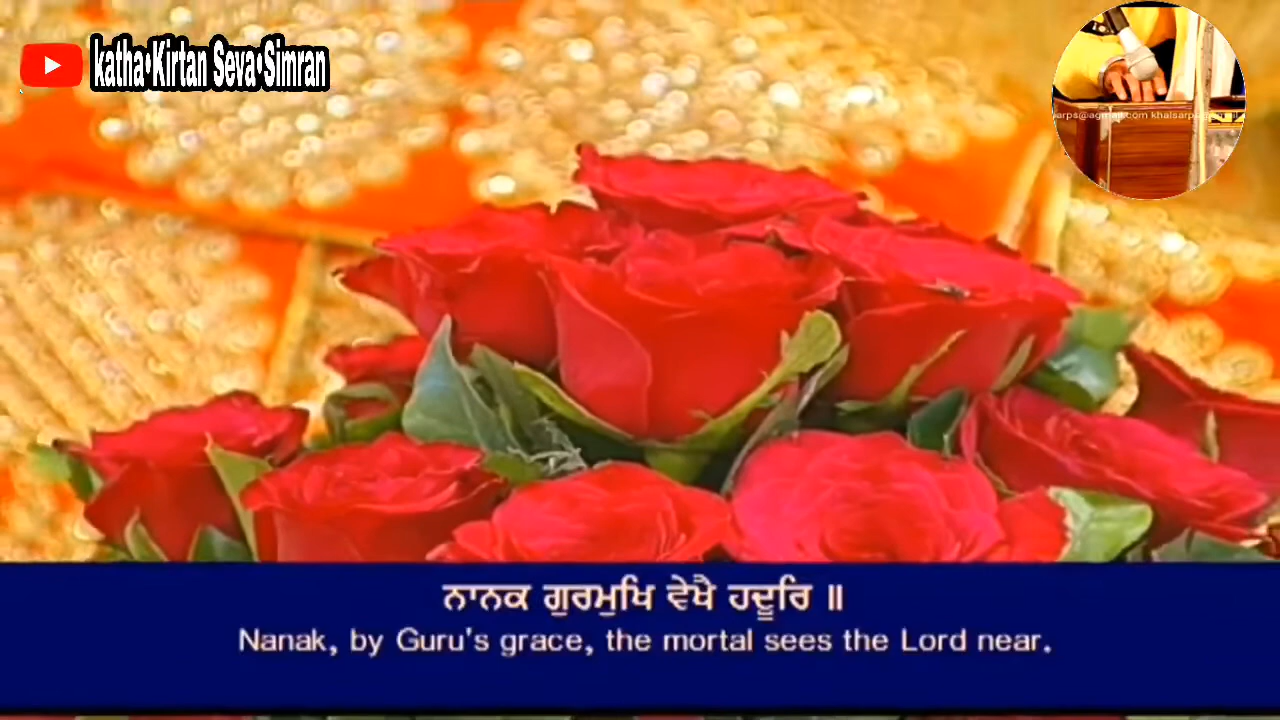 katha•Kirtan Seva•Simran
ਨਾਨਕ ਗੁਰਮੁਖਿ ਵੇਖੈ ਹਦੂਰਿ ॥
Nanak, by Guru's grace, the mortal sees the Lord near.